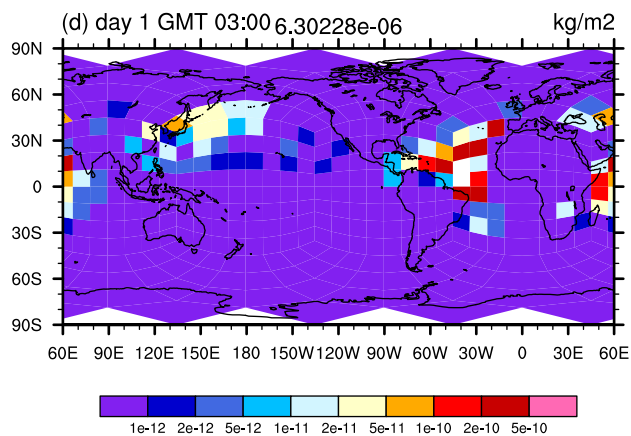 (d) day 1 GMT 03:00 6.30228e-06 kg/m2
90N
60N
30N
0
30S
60S
90S
60E 90E 120E 150E 180 150W 120W 90W 60W 30W 0 30E 60E
1e-12 2e-12 5e-12 1e-11 2e-11 5e-11 1e-10 2e-10 5e-10